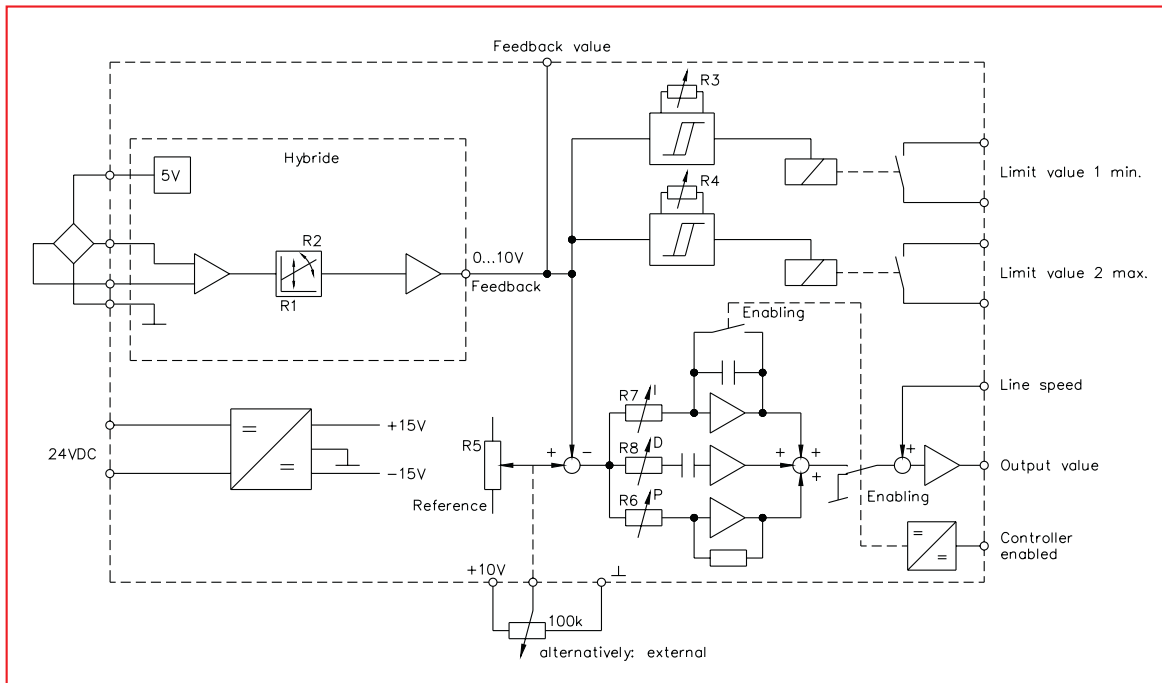 Feedback value
R3
Hybride
5V
Limit value 1 min.
R4
R2
0...10V
Feedback
R1
Limit value 2 max.
Enabling
R7 I
Line speed
+15V
24VDC
R5
+ -
R8 D
+ +
+
+
Output value
-15V
Enabling
Reference
R6 P
Controller
enabled
+10V
100k
alternatively: external
= =
= =